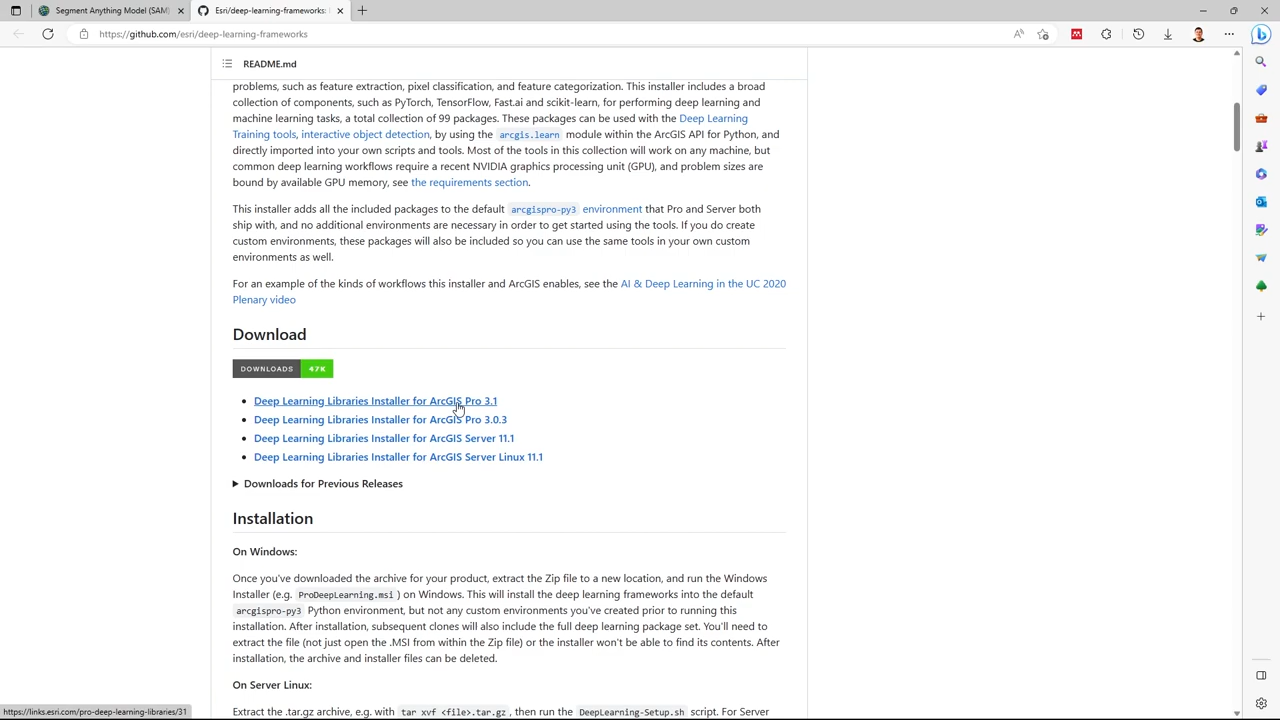 Segment Anything Model (SAM)
Esri/deep-learning-frameworks:
https://github.com/esri/deep-learning-frameworks
README.md
problems, such as feature extraction, pixel classification, and feature categorization. This installer includes a broad
collection of components, such as PyTorch, TensorFlow, Fast.ai and scikit-learn, for performing deep learning and
machine learning tasks, a total collection of 99 packages. These packages can be used with the Deep Learning
Training tools, interactive object detection, by using the arcgis.learn module within the ArcGIS API for Python, and
directly imported into your own scripts and tools. Most of the tools in this collection will work on any machine, but
common deep learning workflows require a recent NVIDIA graphics processing unit (GPU), and problem sizes are
bound by available GPU memory, see the requirements section.
This installer adds all the included packages to the default arcgispro-py3 environment that Pro and Server both
ship with, and no additional environments are necessary in order to get started using the tools. If you do create
custom environments, these packages will also be included so you can use the same tools in your own custom
environments as well.
For an example of the kinds of workflows this installer and ArcGIS enables, see the AI & Deep Learning in the UC 2020
Plenary video
Download
DOWNLOADS 47K
Deep Learning Libraries Installer for ArcGIS Pro 3.1
Deep Learning Libraries Installer for ArcGIS Pro 3.0.3
Deep Learning Libraries Installer for ArcGIS Server 11.1
Deep Learning Libraries Installer for ArcGIS Server Linux 11.1
Downloads for Previous Releases
Installation
On Windows:
Once you've downloaded the archive for your product, extract the Zip file to a new location, and run the Windows
Installer (e.g. ProDeepLearning.msi ) on Windows. This will install the deep learning frameworks into the default
arcgispro-py3 Python environment, but not any custom environments you've created prior to running this
installation. After installation, subsequent clones will also include the full deep learning package set. You'll need to
extract the file (not just open the .MSI from within the Zip file) or the installer won't be able to find its contents. After
installation, the archive and installer files can be deleted.
On Server Linux:
Extract the .tar.gz archive, e.g. with tar xvf <file>.tar.gz , then run the DeepLearning-Setup.sh script. For Server
https://links.esri.com/pro-deep-learning-libraries/31